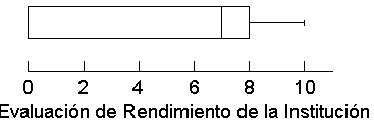 0 2 4 6 8 10
Evaluación de Rendimiento de la Institución